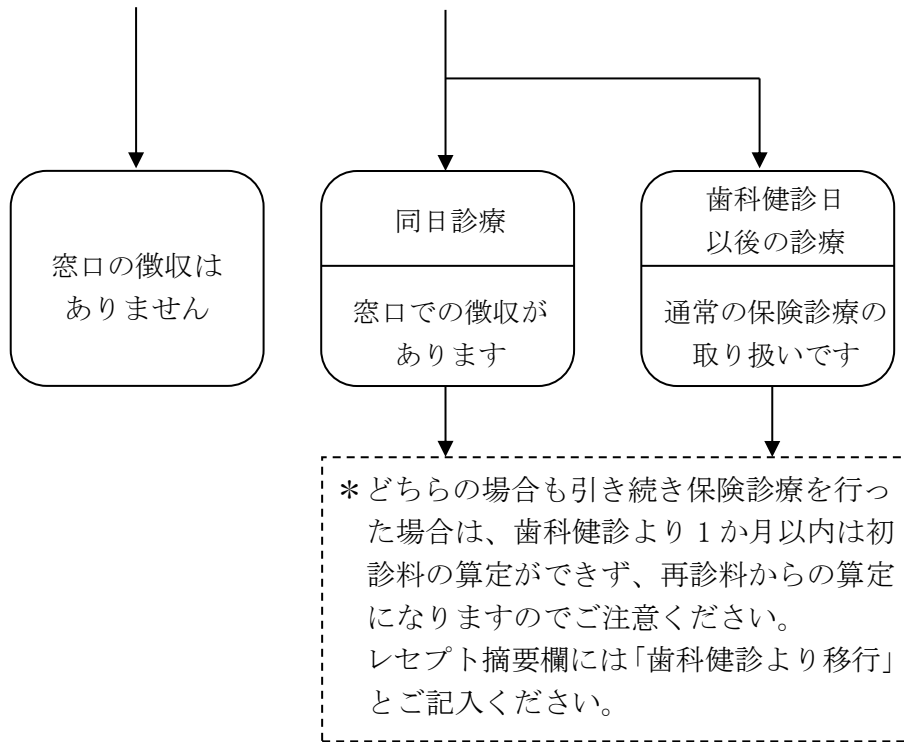 窓口の徴収は
ありません
同日診療
窓口での徴収が
あります
歯科健診日
以後の診療
通常の保険診療の
取り扱いです
＊どちらの場合も引き続き保険診療を行っ
た場合は、歯科健診より１か月以内は初
診料の算定ができず、再診料からの算定
になりますのでご注意ください。
レセプト摘要欄には「歯科健診より移行」
とご記入ください。